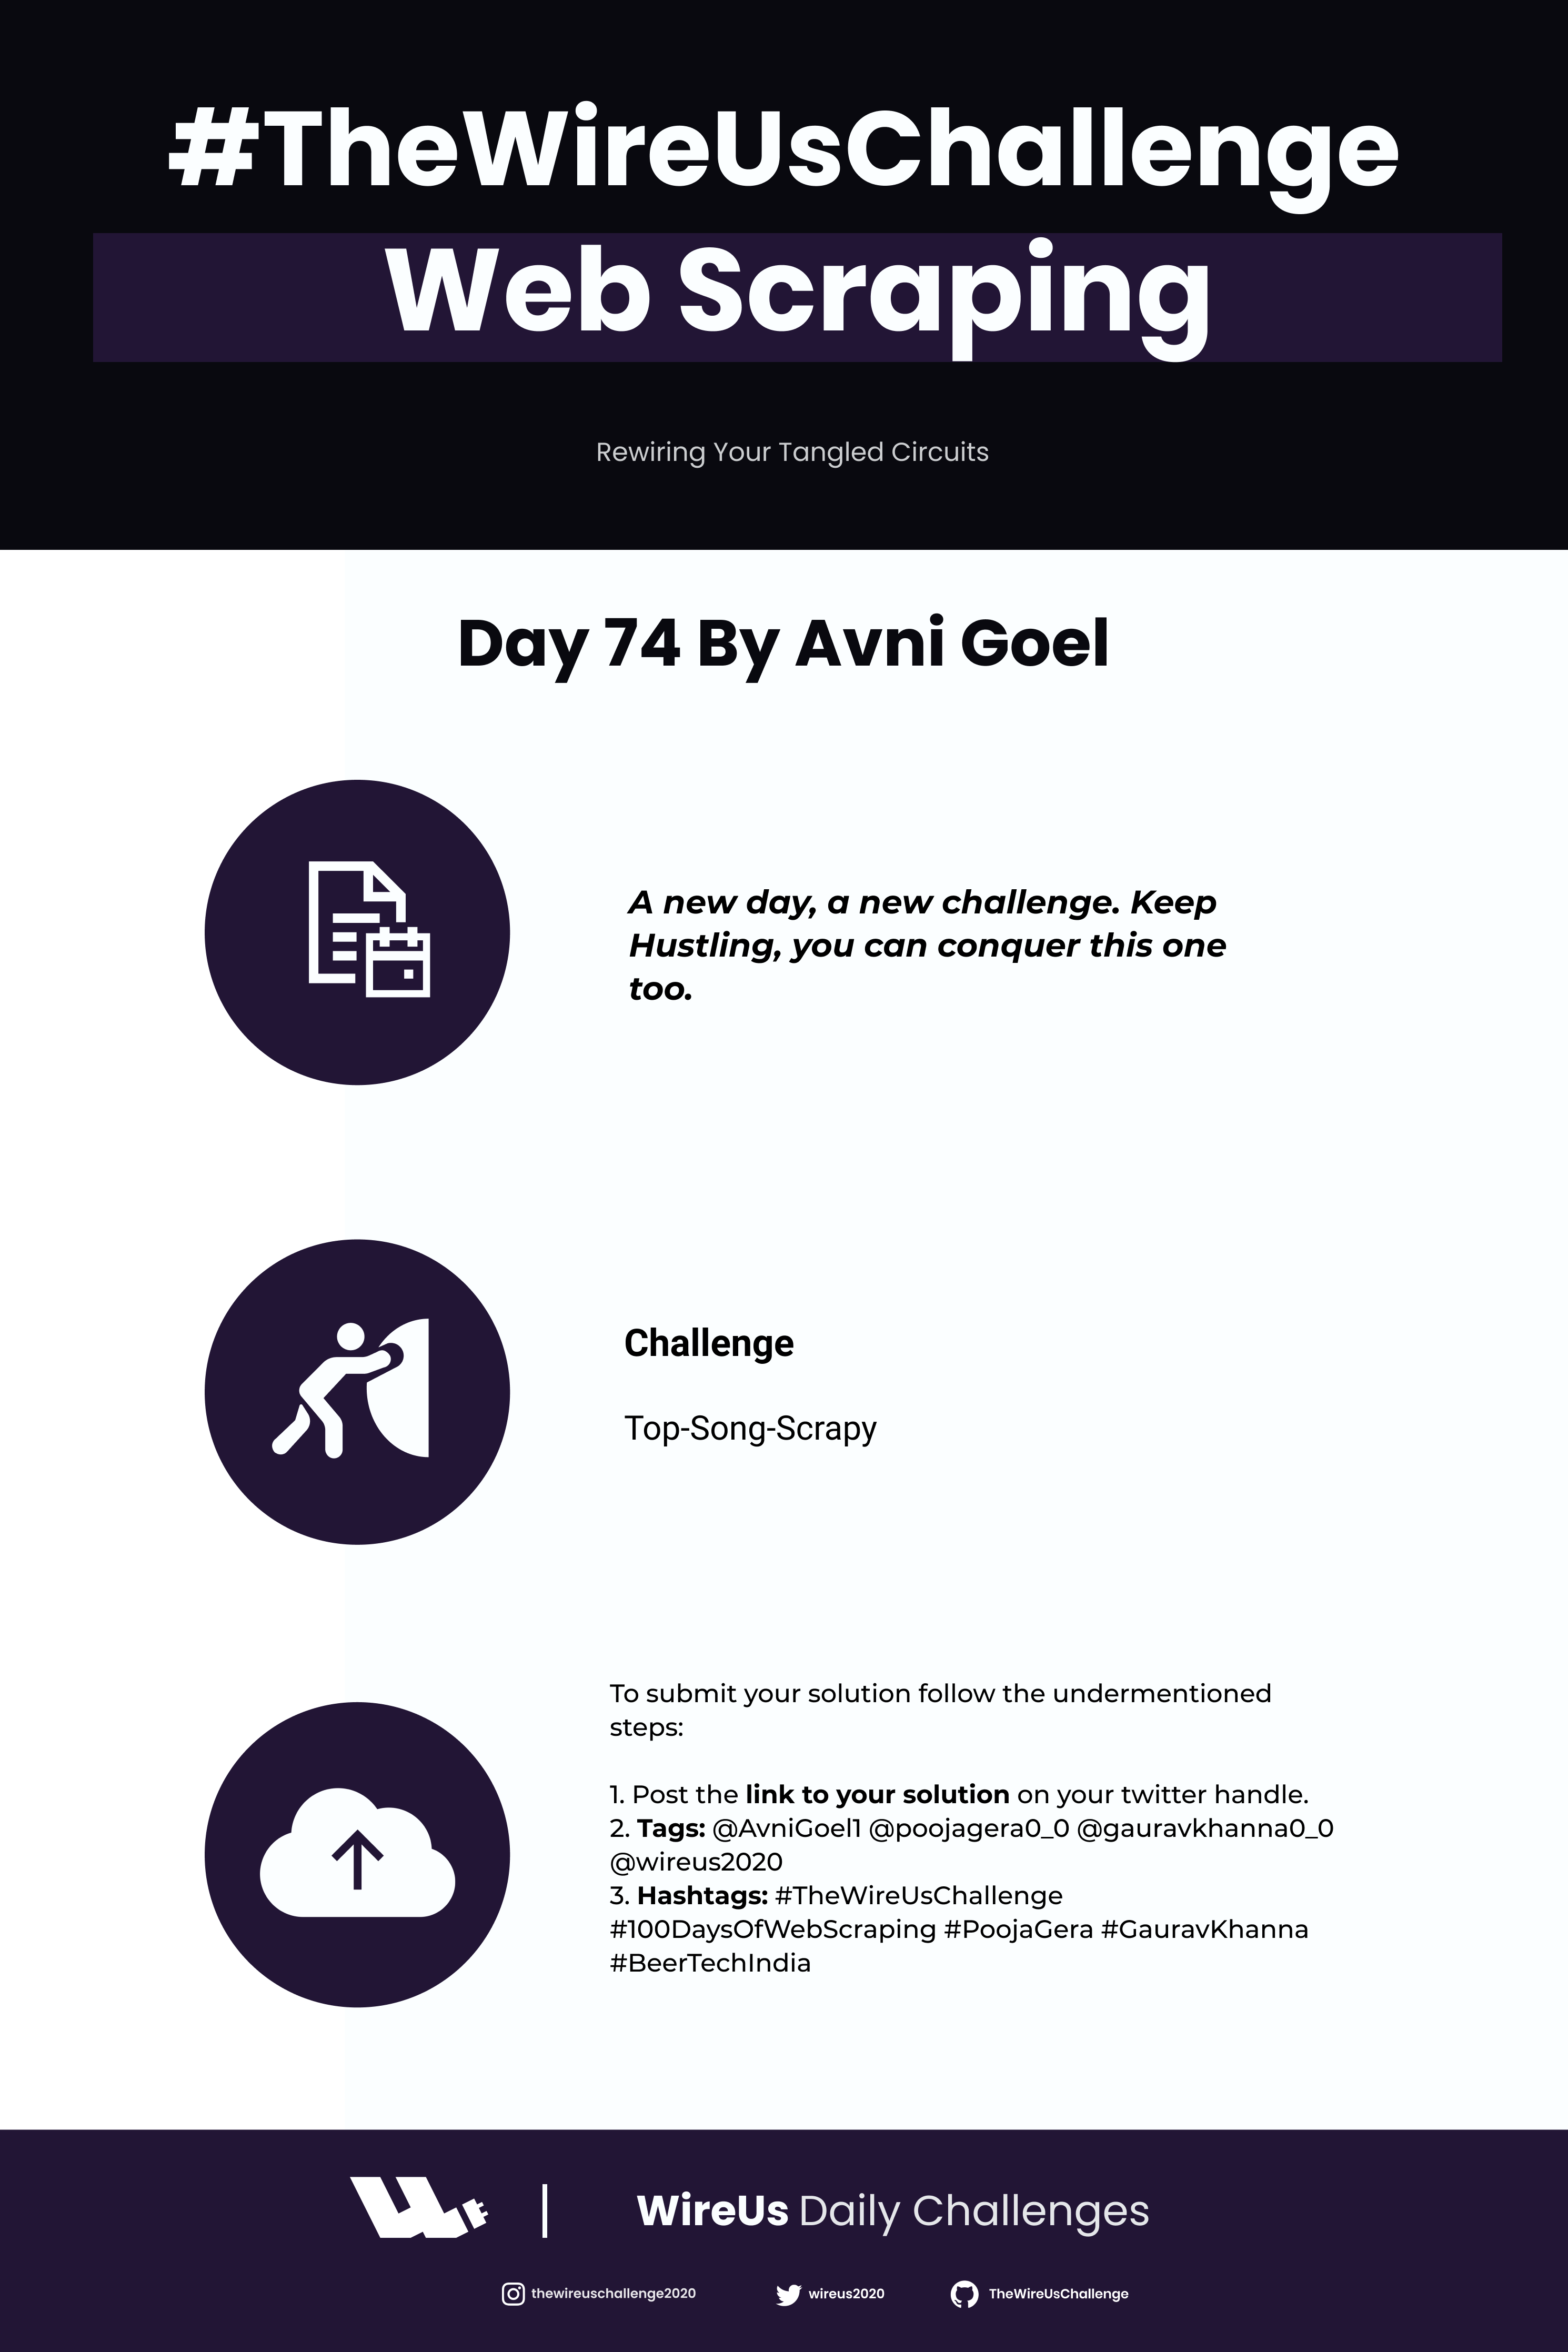 #TheWireUsChallenge
Web Scraping
Rewiring Your Tangled Circuits
Day 74 By Avni Goel
A new day, a new challenge. Keep
Hustling, you can conquer this one
too.
Challenge
Top-Song-Scrapy
To submit your solution follow the undermentioned
steps:
1. Post the link to your solution on your twitter handle.
2. Tags: @AvniGoel1 @poojagera0_0 @gauravkhanna0_0
@wireus2020
3. Hashtags: #TheWireUsChallenge
#100DaysOfWebScraping #PoojaGera #GauravKhanna
#BeerTechIndia
WireUs Daily Challenges
thewireuschallenge2020 wireus2020 TheWireUsChallenge